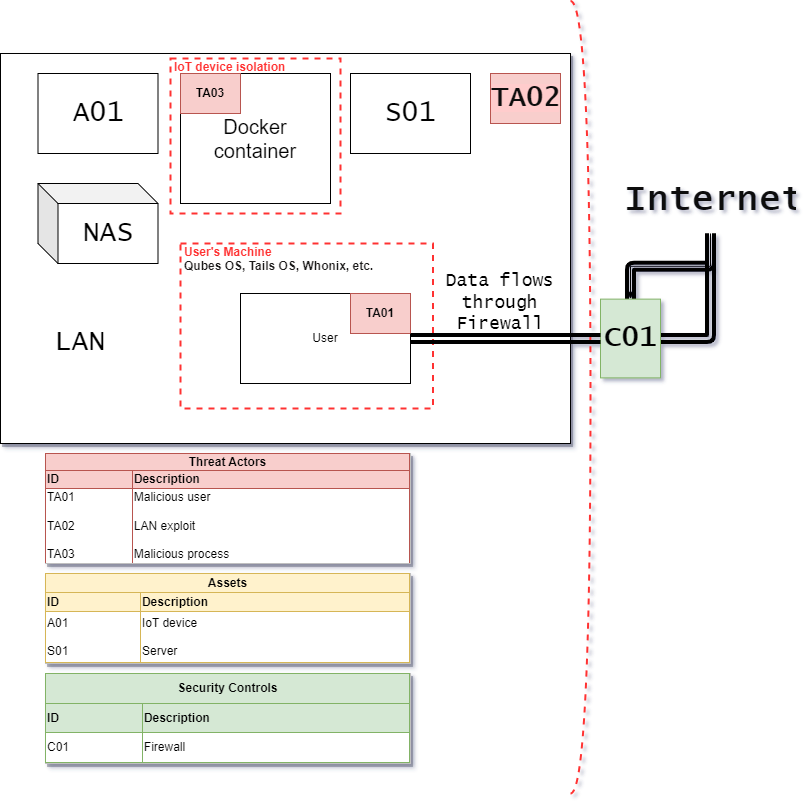 IoT device isolation
A01
TA03
Docker
container
S01
TA02
Internet
NAS
User's Machine
Qubes OS, Tails OS, Whonix, etc.
TA01
User
Data flows
through
Firewall
C01
LAN
Threat Actors
ID Description
TA01 Malicious user
TA02 LAN exploit
TA03 Malicious process
Assets
ID Description
A01 IoT device
S01 Server
Security Controls
ID Description
C01 Firewall